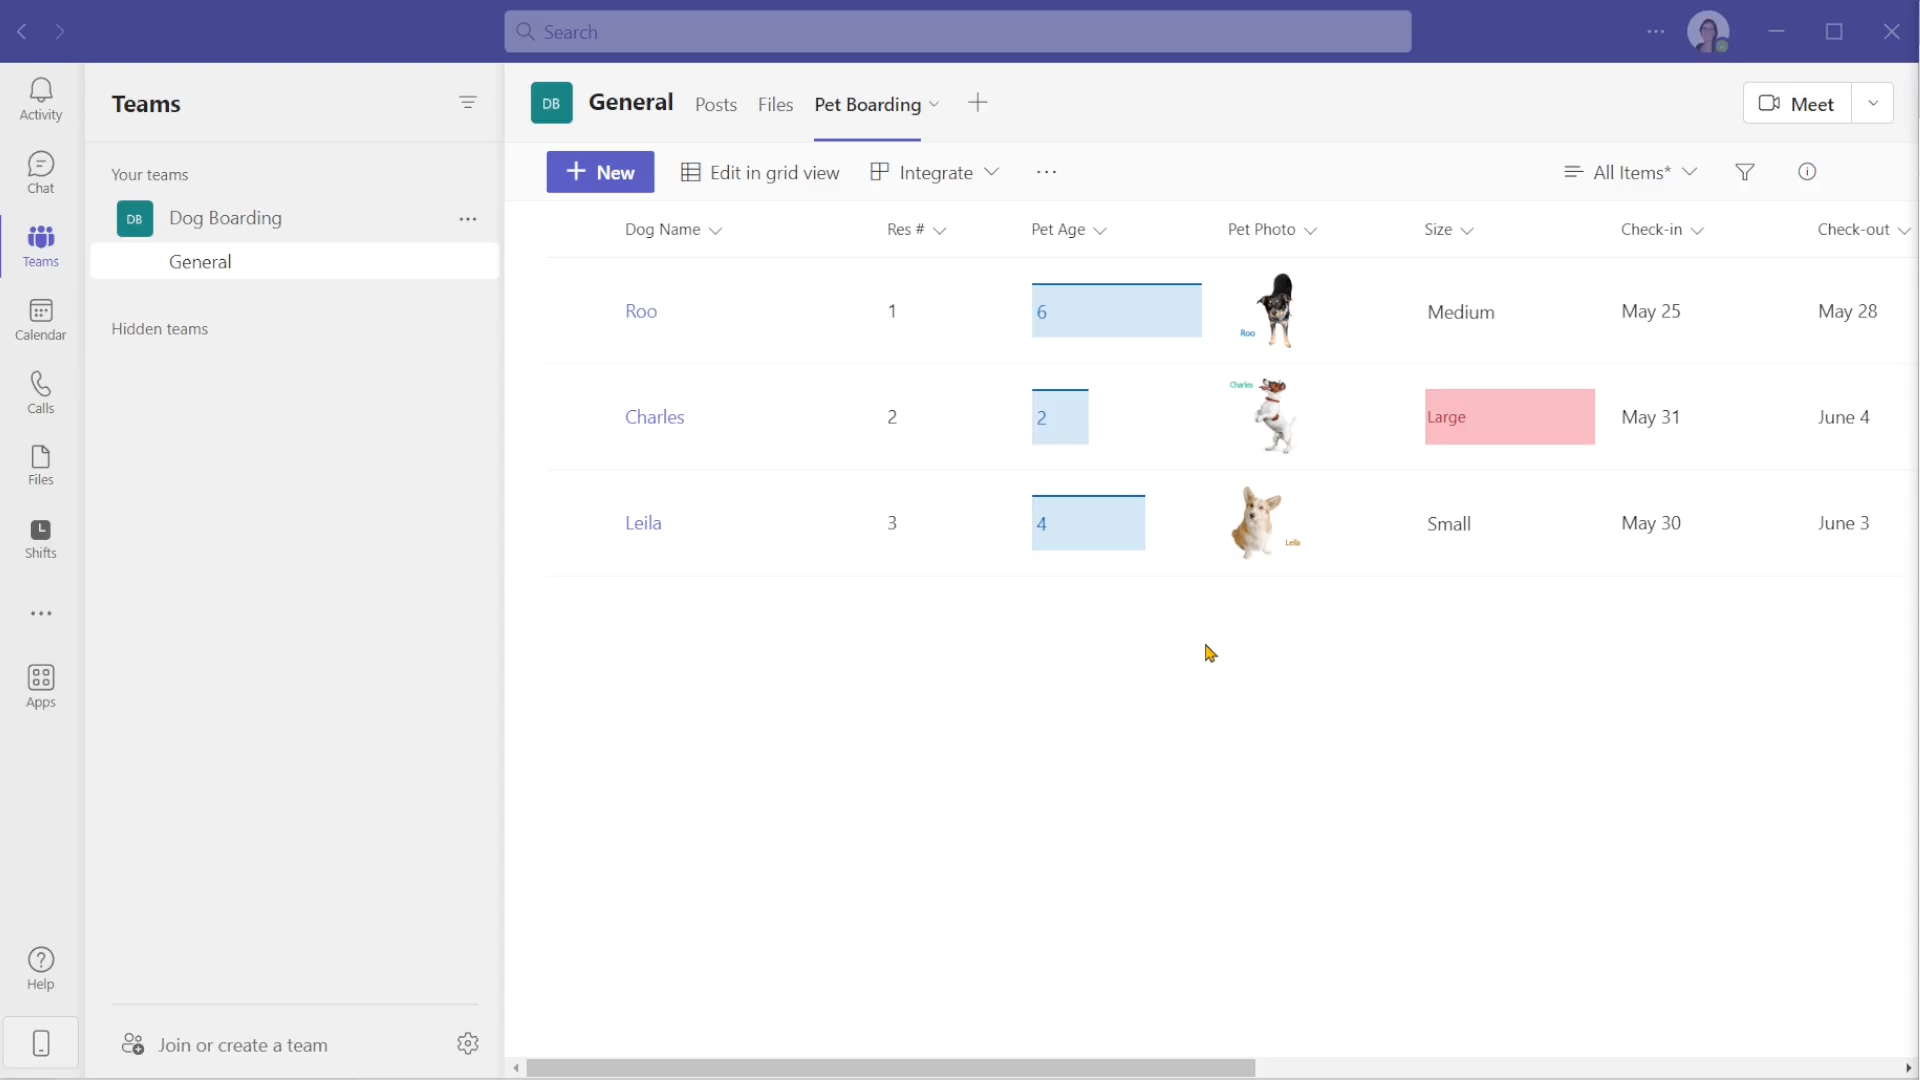 Search
Activity
Chat
Teams
Calendar
Calls
Files
Shifts
Apps
Help
Teams
Your teams
DB Dog Boarding
General
Hidden teams
Join or create a team
DB General Posts Files Pet Boarding
Meet
New Edit in grid view Integrate
All Items*
Dog Name Res # Pet Age Pet Photo Size Check-in Check-out
Roo 1 6 Roo Medium May 25 May 28
Charles 2 2 Charles Large May 31 June 4
Leila 3 4 Leila Small May 30 June 3